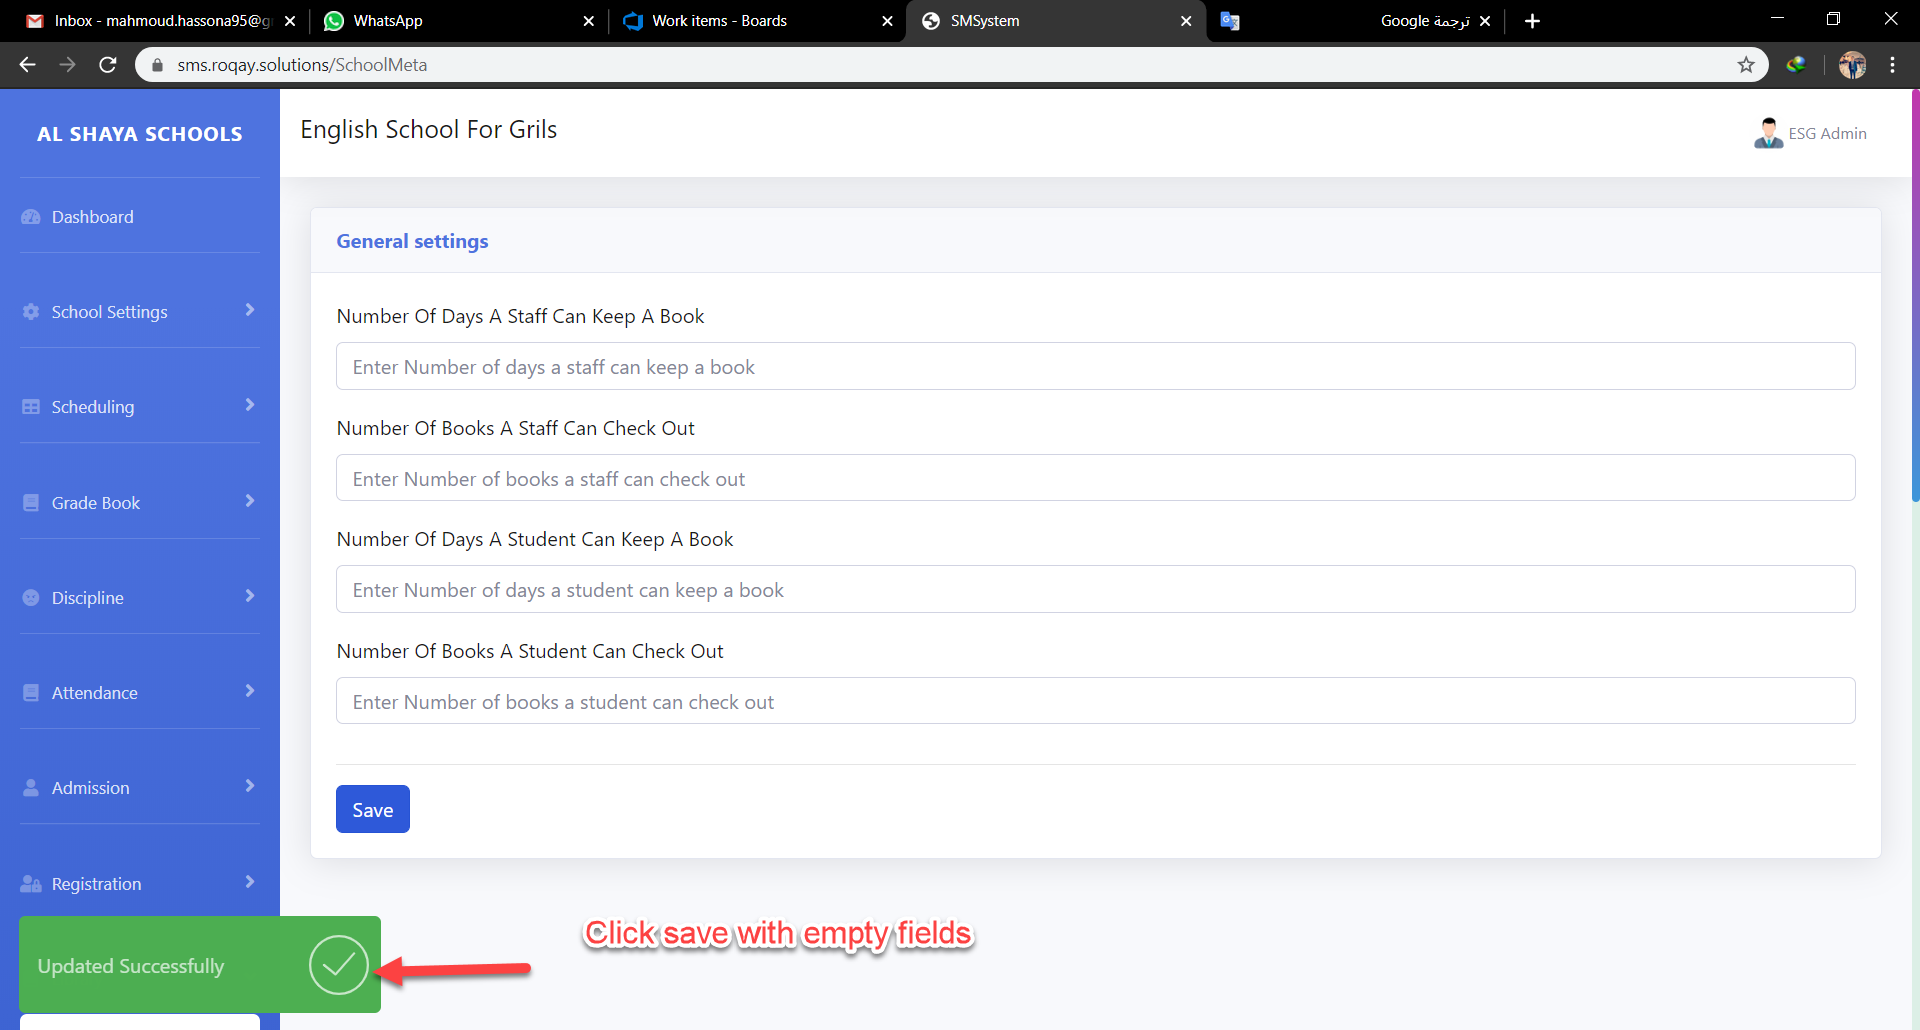 Inbox - mahmoud.hassona95@g
WhatsApp
Work items - Boards
SMSystem
ترجمة Google
sms.roqay.solutions/SchoolMeta
AL SHAYA SCHOOLS
English School For Grils
ESG Admin
Dashboard
School Settings
Scheduling
Grade Book
Discipline
Attendance
Admission
Registration
General settings
Number Of Days A Staff Can Keep A Book
Enter Number of days a staff can keep a book
Number Of Books A Staff Can Check Out
Enter Number of books a staff can check out
Number Of Days A Student Can Keep A Book
Enter Number of days a student can keep a book
Number Of Books A Student Can Check Out
Enter Number of books a student can check out
Save
Click save with empty fields
Updated Successfully